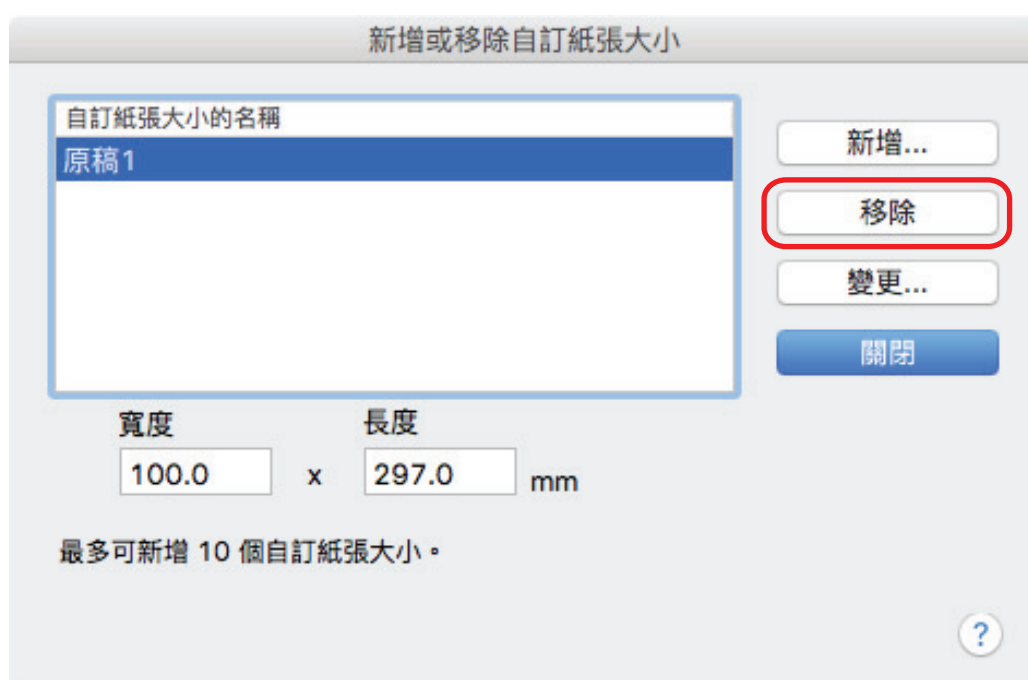 新增或移除自訂紙張大小
自訂紙張大小的名稱
原稿1
新增...
移除
變更...
關閉
寬度 長度
100.0 x 297.0 mm
最多可新增 10 個自訂紙張大小。
?